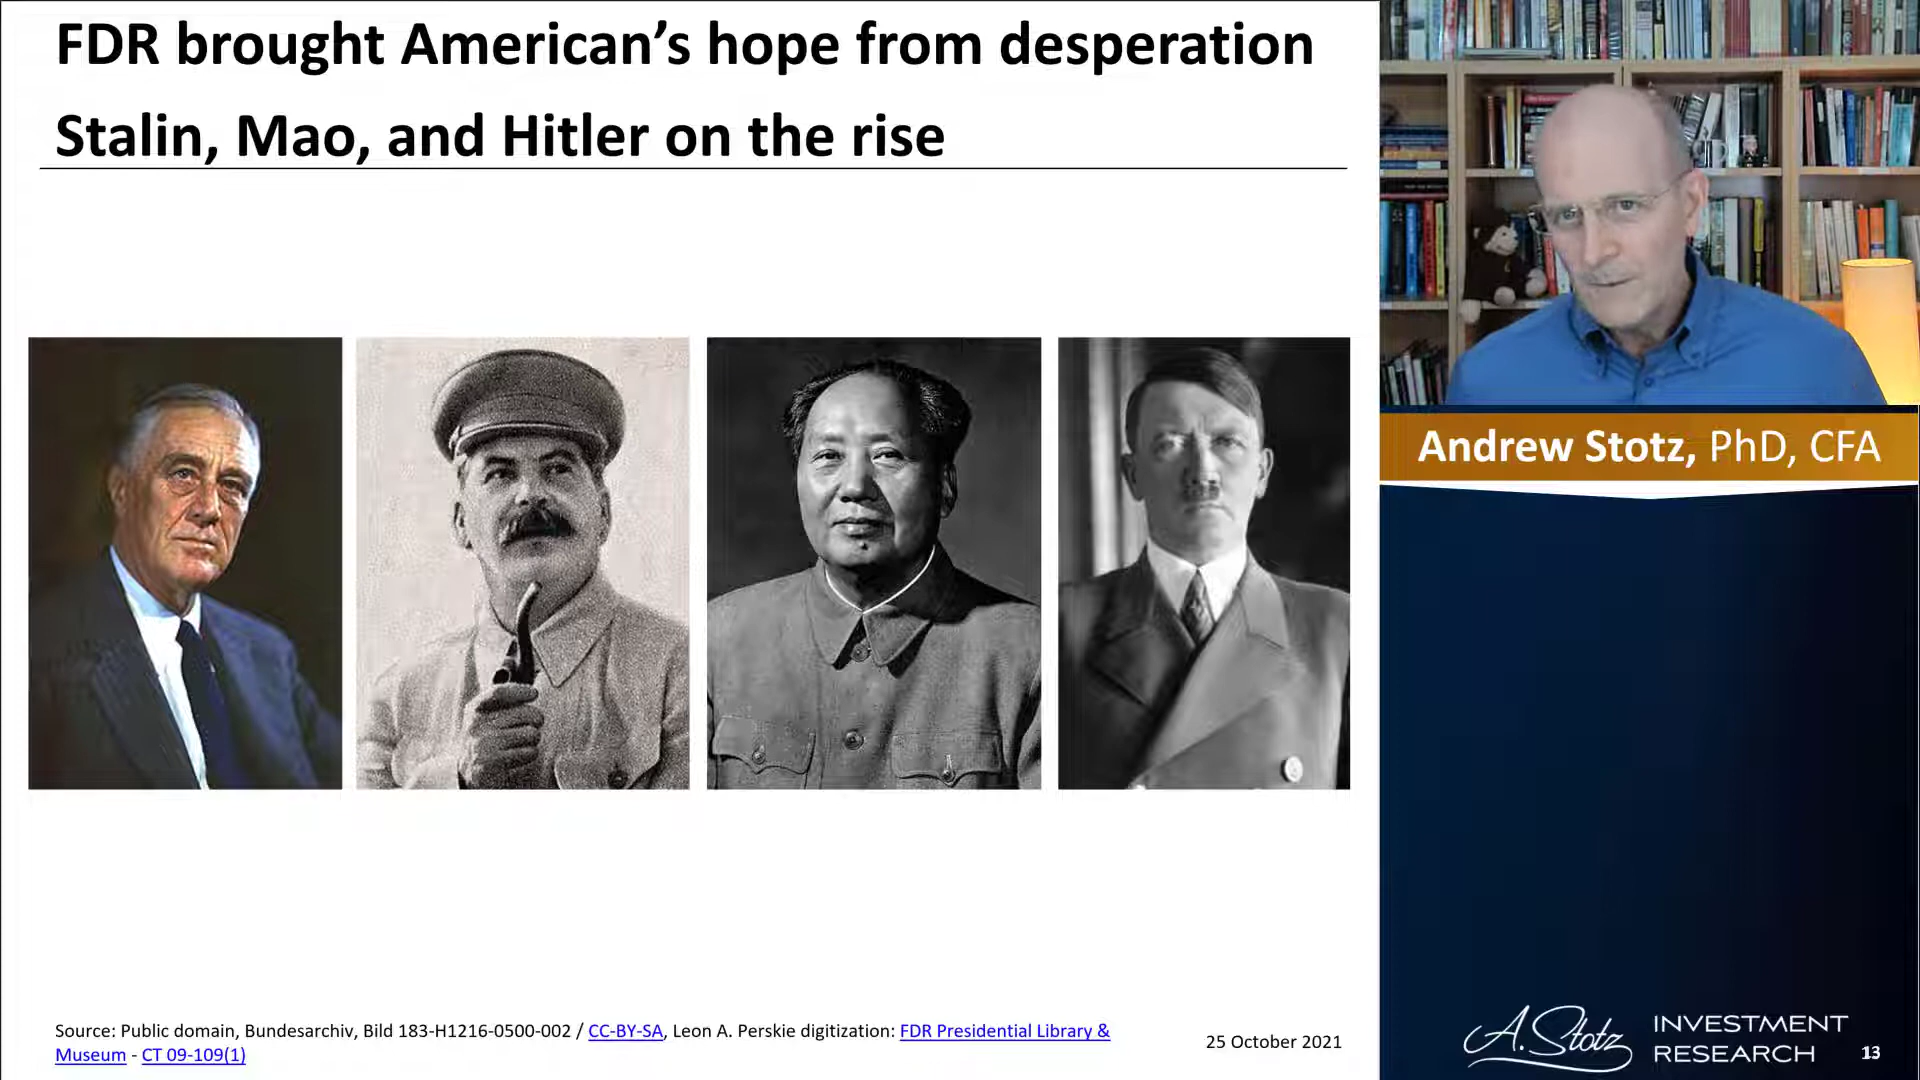 FDR brought American’s hope from desperation
Stalin, Mao, and Hitler on the rise
Andrew Stotz, PhD, CFA
Source: Public domain, Bundesarchiv, Bild 183-H1216-0500-002 / CC-BY-SA, Leon A. Perskie digitization: FDR Presidential Library &
Museum - CT 09-109(1)
25 October 2021
A. Stotz
INVESTMENT
RESEARCH
13